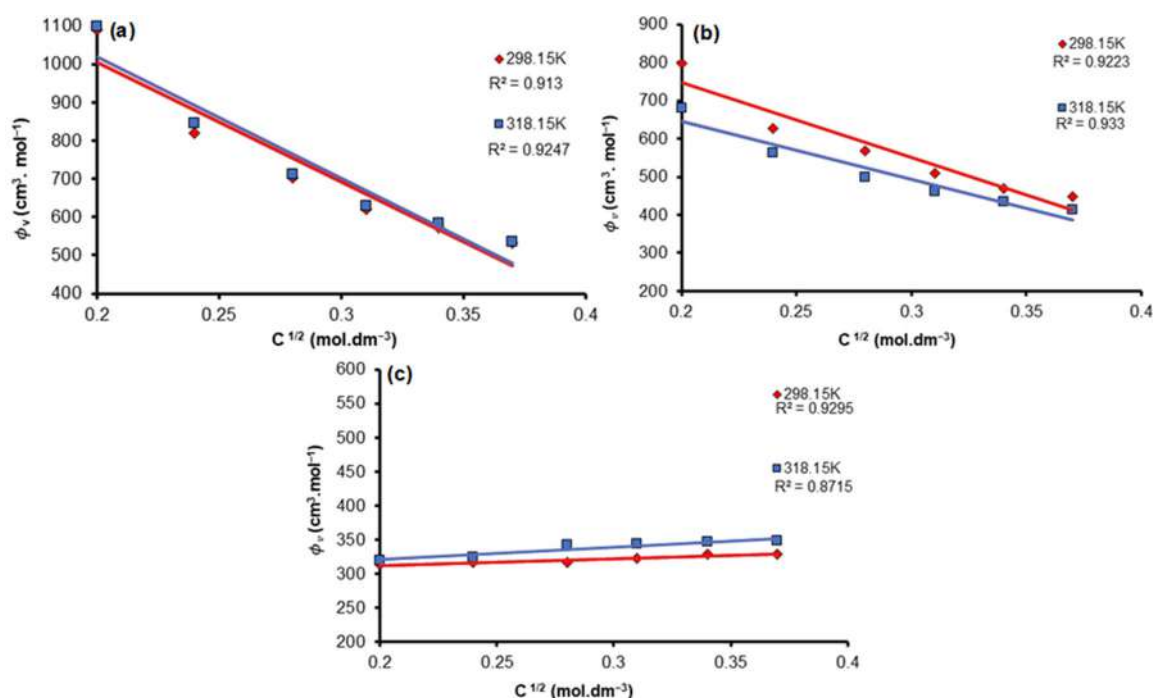 (a)
1100
1000
900
800
700
600
500
400
0.2
0.25
0.3
0.35
0.4
ϕ v (cm³. mol⁻¹)
C ¹/² (mol.dm⁻³)
298.15K
R² = 0.913
318.15K
R² = 0.9247
(b)
900
800
700
600
500
400
300
200
0.2
0.25
0.3
0.35
0.4
ϕ v (cm³. mol⁻¹)
C ¹/² (mol.dm⁻³)
298.15K
R² = 0.9223
318.15K
R² = 0.933
(c)
600
550
500
450
400
350
300
250
200
0.2
0.25
0.3
0.35
0.4
ϕ v (cm³.mol⁻¹)
C ¹/² (mol.dm⁻³)
298.15K
R² = 0.9295
318.15K
R² = 0.8715